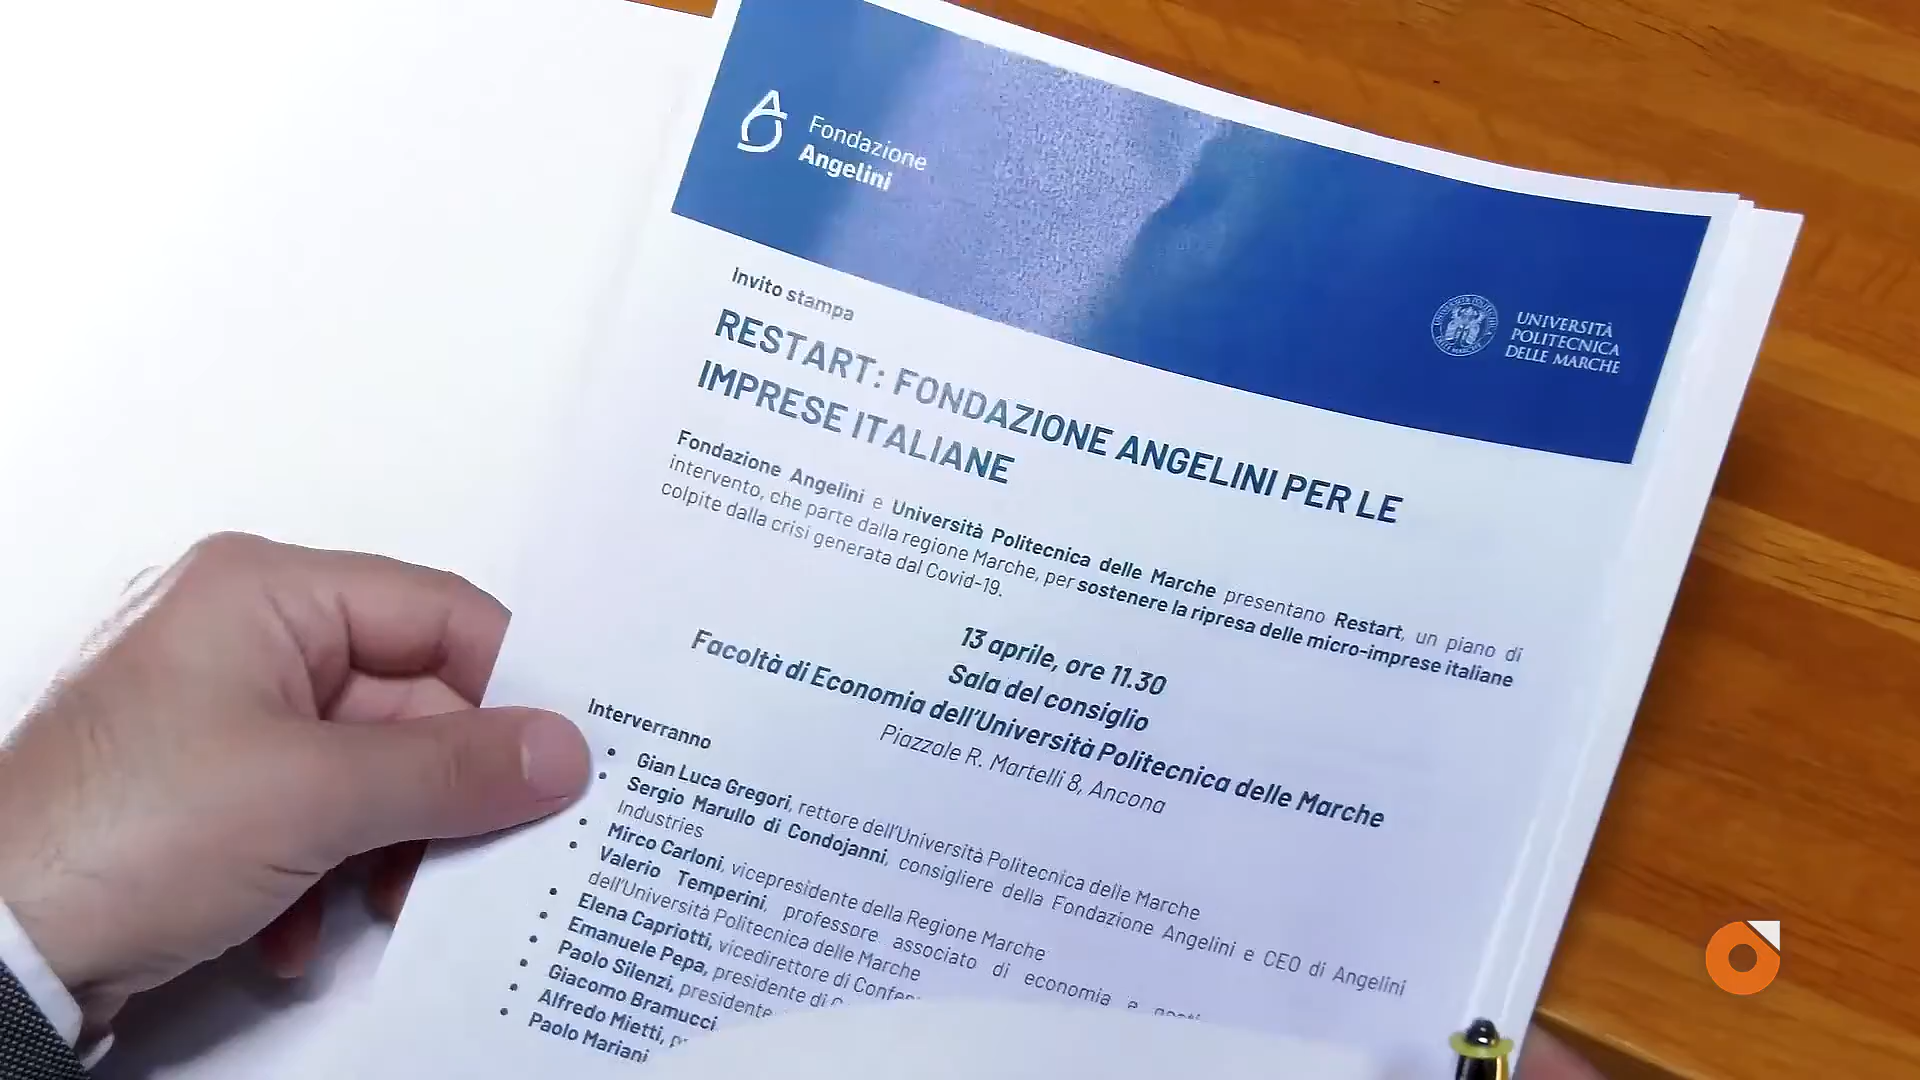 Fondazione
Angelini
UNIVERSITÀ
POLITECNICA
DELLE MARCHE
Invito stampa
RESTART: FONDAZIONE ANGELINI PER LE
IMPRESE ITALIANE
Fondazione Angelini e Università Politecnica delle Marche presentano Restart, un piano di
intervento, che parte dalla regione Marche, per sostenere la ripresa delle micro-imprese italiane
colpite dalla crisi generata dal Covid-19.
13 aprile, ore 11.30
Sala del consiglio
Facoltà di Economia dell'Università Politecnica delle Marche
Piazzale R. Martelli 8, Ancona
Interverranno
• Gian Luca Gregori, rettore dell'Università Politecnica delle Marche
• Sergio Marullo di Condojanni, consigliere della Fondazione Angelini e CEO di Angelini
Industries
• Mirco Carloni, vicepresidente della Regione Marche
• Valerio Temperini, professore associato di economia e
dell'Università Politecnica delle Marche
• Elena Capriotti, vicedirettore di
• Emanuele Pepa, presidente di
• Paolo Silenzi, presidente
• Giacomo Bramucci
• Alfredo Mietti,
• Paolo Mariani